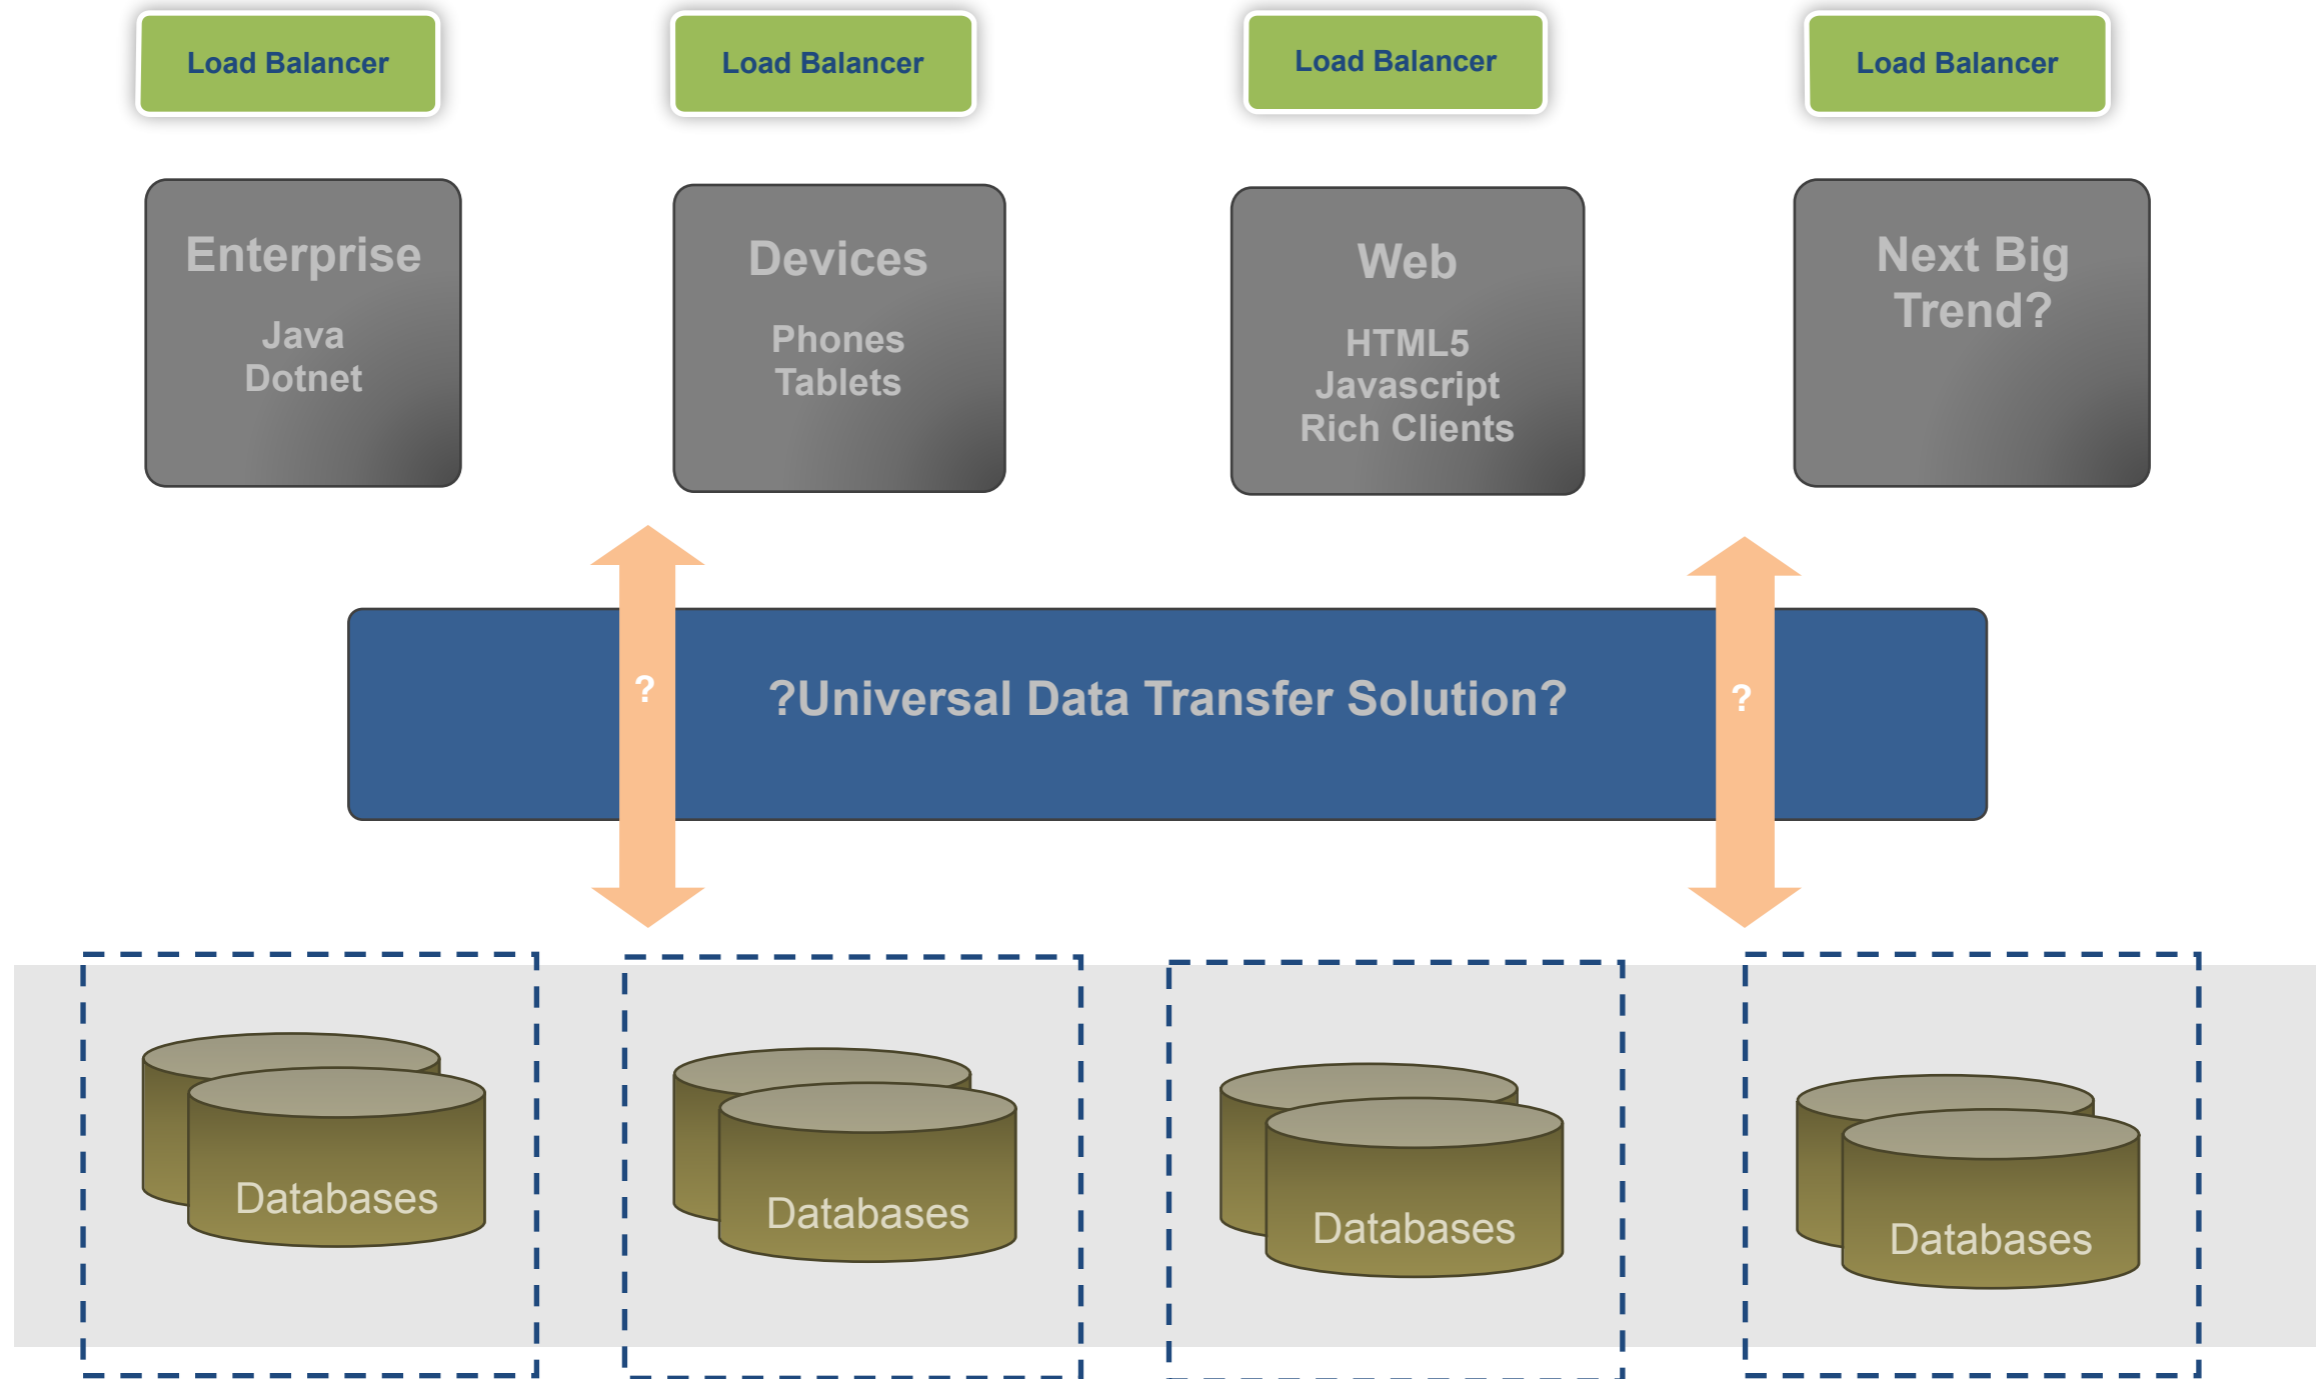 Load Balancer
Load Balancer
Load Balancer
Load Balancer
Enterprise
Java
Dotnet
Devices
Phones
Tablets
Web
HTML5
Javascript
Rich Clients
Next Big
Trend?
?
?Universal Data Transfer Solution?
?
Databases
Databases
Databases
Databases